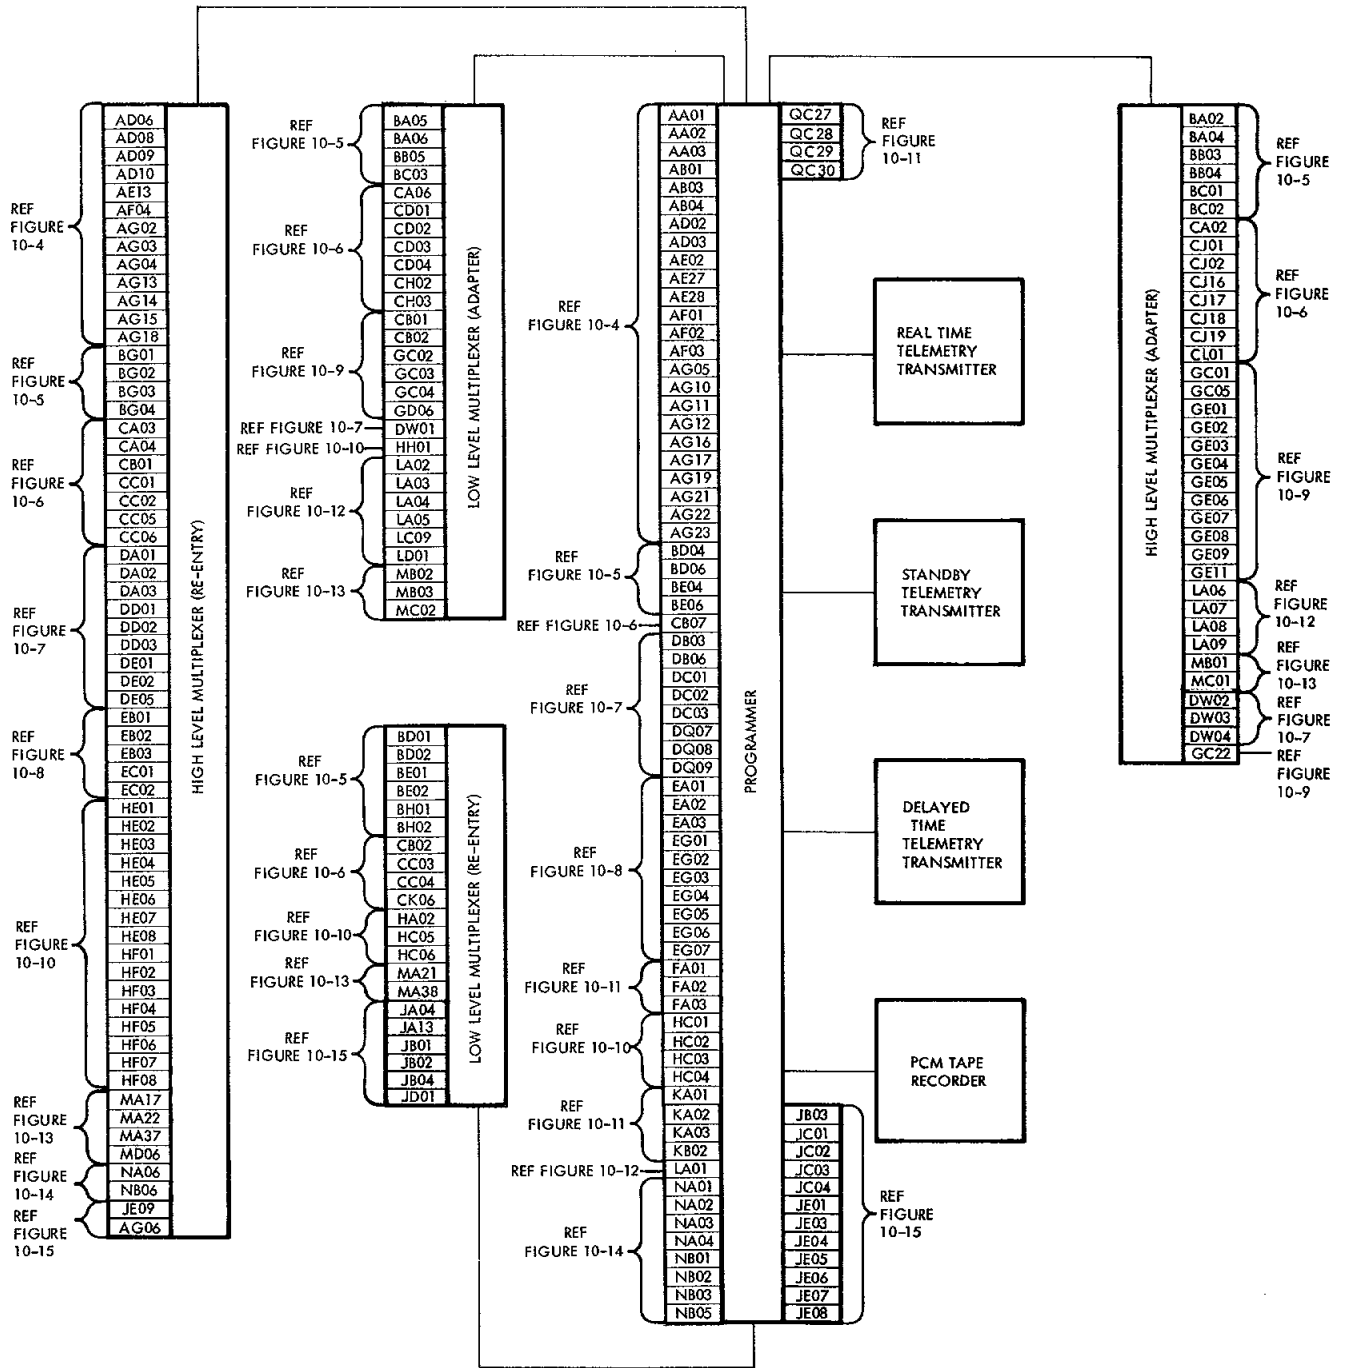 REF
FIGURE
10-4
REF
FIGURE
10-5
REF
FIGURE
10-6
REF
FIGURE
10-7
REF
FIGURE
10-8
REF
FIGURE
10-10
REF
FIGURE
10-13
REF
FIGURE
10-14
REF
FIGURE
10-15
AD06
AD08
AD09
AD10
AE13
AF04
AG02
AG03
AG04
AG13
AG14
AG15
AG18
BG01
BG02
BG03
BG04
CA03
CA04
CB01
CC01
CC02
CC05
CC06
DA01
DA02
DA03
DD01
DD02
DD03
DE01
DE02
DE05
EB01
EB02
EB03
EC01
EC02
HE01
HE02
HE03
HE04
HE05
HE06
HE07
HE08
HF01
HF02
HF03
HF04
HF05
HF06
HF07
HF08
MA17
MA22
MA37
MD06
NA06
NB06
JE09
AG06
HIGH LEVEL MULTIPLEXER (RE-ENTRY)
REF
FIGURE 10-5
REF
FIGURE 10-6
REF
FIGURE 10-9
REF FIGURE 10-7
REF FIGURE 10-10
REF
FIGURE 10-12
REF
FIGURE 10-13
BA05
BA06
BB05
BC03
CA06
CD01
CD02
CD03
CD04
CH02
CH03
CB01
CB02
GC02
GC03
GC04
GD06
DW01
HH01
LA02
LA03
LA04
LA05
LC09
LD01
MB02
MB03
MC02
LOW LEVEL MULTIPLEXER (ADAPTER)
REF
FIGURE 10-5
REF
FIGURE 10-6
REF
FIGURE 10-10
REF
FIGURE 10-13
REF
FIGURE 10-15
BD01
BD02
BE01
BE02
BH01
BH02
CB02
CC03
CC04
CK06
HA02
HC05
HC06
MA21
MA38
JA04
JA13
JB01
JB02
JB04
JD01
LOW LEVEL MULTIPLEXER (RE-ENTRY)
REF
FIGURE 10-4
REF
FIGURE 10-5
REF FIGURE 10-6
REF
FIGURE 10-7
REF
FIGURE 10-8
REF
FIGURE 10-11
REF
FIGURE 10-10
REF
FIGURE 10-11
REF FIGURE 10-12
REF
FIGURE 10-14
AA01
AA02
AA03
AB01
AB03
AB04
AD02
AD03
AE02
AE27
AE28
AF01
AF02
AF03
AG05
AG10
AG11
AG12
AG16
AG17
AG19
AG21
AG22
AG23
BD04
BD06
BE04
BE06
CB07
DB03
DB06
DC01
DC02
DC03
DQ07
DQ08
DQ09
EA01
EA02
EA03
EG01
EG02
EG03
EG04
EG05
EG06
EG07
FA01
FA02
FA03
HC01
HC02
HC03
HC04
KA01
KA02
KA03
KB02
LA01
NA01
NA02
NA03
NA04
NB01
NB02
NB03
NB05
PROGRAMMER
QC27
QC28
QC29
QC30
REF
FIGURE
10-11
REAL TIME
TELEMETRY
TRANSMITTER
STANDBY
TELEMETRY
TRANSMITTER
DELAYED
TIME
TELEMETRY
TRANSMITTER
PCM TAPE
RECORDER
JB03
JC01
JC02
JC03
JC04
JE01
JE03
JE04
JE05
JE06
JE07
JE08
REF
FIGURE
10-15
HIGH LEVEL MULTIPLEXER (ADAPTER)
BA02
BA04
BB03
BB04
BC01
BC02
CA02
CJ01
CJ02
CJ16
CJ17
CJ18
CJ19
CL01
GC01
GC05
GE01
GE02
GE03
GE04
GE05
GE06
GE07
GE08
GE09
GE11
LA06
LA07
LA08
LA09
MB01
MC01
DW02
DW03
DW04
GC22
REF
FIGURE
10-5
REF
FIGURE
10-6
REF
FIGURE
10-9
REF
FIGURE
10-12
REF
FIGURE
10-13
REF
FIGURE
10-7
REF
FIGURE
10-9